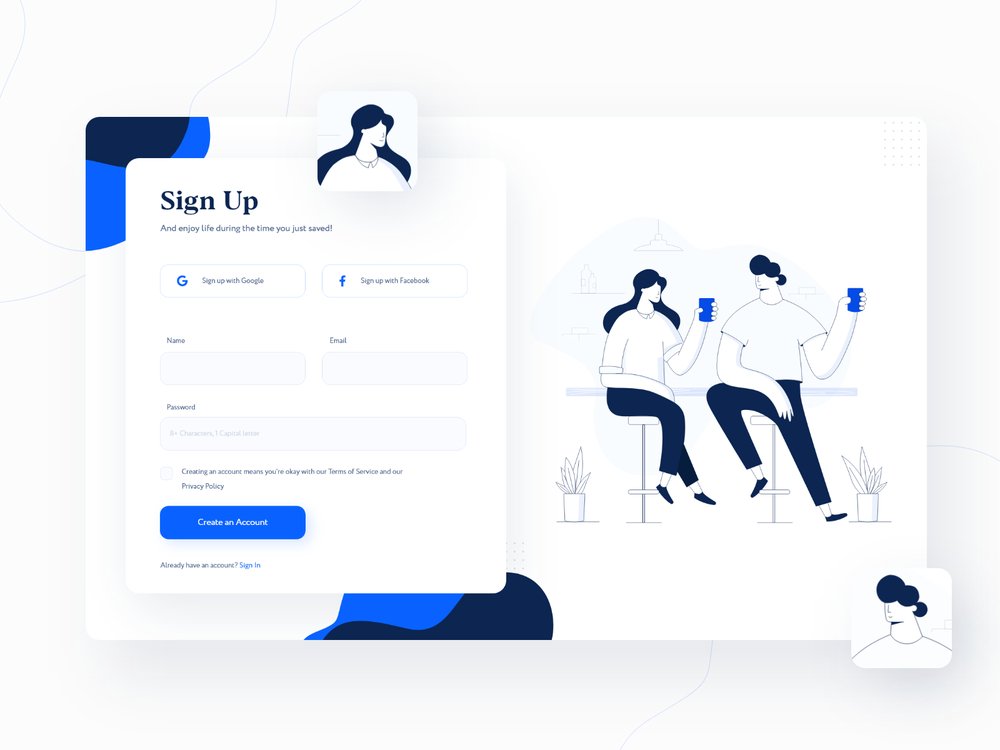 Sign Up
And enjoy life during the time you just saved!
Sign up with Google
Sign up with Facebook
Name
Email
Password
8+ Characters, 1 Capital letter
Creating an account means you're okay with our Terms of Service and our
Privacy Policy
Create an Account
Already have an account? Sign In